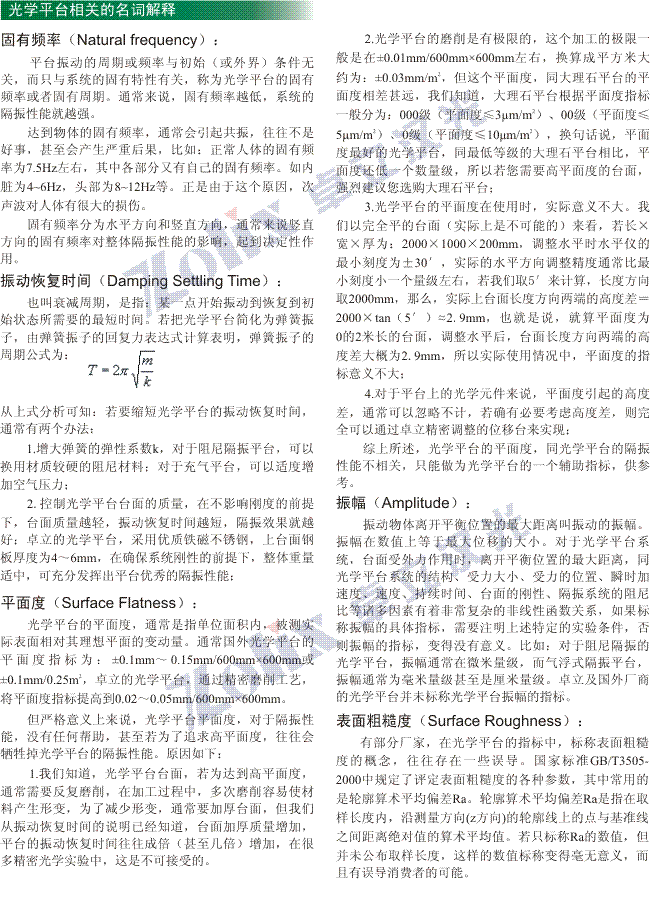 光学平台相关的名词解释
固有频率（Natural frequency）：
平台振动的周期或频率与初始（或外界）条件无
关，而只与系统的固有特性有关，称为光学平台的固有
频率或者固有周期。通常来说，固有频率越低，系统的
隔振性能就越强。
达到物体的固有频率，通常会引起共振，往往不是
好事，甚至会产生严重后果，比如：正常人体的固有频
率为7.5Hz左右，其中各部分又有自己的固有频率。如内
脏为4~6Hz，头部为8~12Hz等。正是由于这个原因，次
声波对人体有很大的损伤。
固有频率分为水平方向和竖直方向，通常来说竖直
方向的固有频率对整体隔振性能的影响，起到决定性作
用。
振动恢复时间（Damping Settling Time）：
也叫衰减周期，是指：某一点开始振动到恢复到初
始状态所需要的最短时间。若把光学平台简化为弹簧振
子，由弹簧振子的回复力表达式计算表明，弹簧振子的
周期公式为：
T = 2π√(m/k)
从上式分析可知：若要缩短光学平台的振动恢复时间，
通常有两个办法：
1.增大弹簧的弹性系数k，对于阻尼隔振平台，可以
换用材质较硬的阻尼材料；对于充气平台，可以适度增
加空气压力；
2. 控制光学平台台面的质量，在不影响刚度的前提
下，台面质量越轻，振动恢复时间越短，隔振效果就越
好；卓立的光学平台，采用优质铁磁不锈钢，上台面钢
板厚度为4～6mm，在确保系统刚性的前提下，整体重量
适中，可充分发挥出平台优秀的隔振性能；
平面度（Surface Flatness）：
光学平台的平面度，通常是指单位面积内，被测实
际表面相对其理想平面的变动量。通常国外光学平台的
平面度指标为：±0.1mm～0.15mm/600mm×600mm或
±0.1mm/0.25m²，卓立的光学平台，通过精密磨削工艺，
将平面度指标提高到0.02～0.05mm/600mm×600mm。
但严格意义上来说，光学平台平面度，对于隔振性
能，没有任何帮助，甚至若为了追求高平面度，往往会
牺牲掉光学平台的隔振性能。原因如下：
1.我们知道，光学平台台面，若为达到高平面度，
通常需要反复磨削，在加工过程中，多次磨削容易使材
料产生形变，为了减少形变，通常要加厚台面，但我们
从振动恢复时间的说明已经知道，台面加厚质量增加，
平台的振动恢复时间往往成倍（甚至几倍）增加，在很
多精密光学实验中，这是不可接受的。
2.光学平台的磨削是有极限的，这个加工的极限一
般是在±0.01mm/600mm×600mm左右，换算成平方米大
约为：±0.03mm/m²，但这个平面度，同大理石平台的平
面度相差甚远，我们知道，大理石平台根据平面度指标
一般分为：000级（平面度≤3μm/m²）、00级（平面度≤
5μm/m²）、0级（平面度≤10μm/m²），换句话说，平面
度最好的光学平台，同最低等级的大理石平台相比，平
面度还低一个数量级，所以若您需要高平面度的台面，
强烈建议您选购大理石平台；
3.光学平台的平面度在使用时，实际意义不大。我
们以完全平的台面（实际上是不可能的）来看，若长×
宽×厚为：2000×1000×200mm，调整水平时水平仪的
最小刻度为±30′，实际的水平方向调整精度通常比最
小刻度小一个量级左右，若我们取5′来计算，长度方向
取2000mm，那么，实际上台面长度方向两端的高度差＝
2000×tan（5′）≈2.9mm，也就是说，就算平面度为
0的2米长的台面，调整水平后，台面长度方向两端的高
度差大概为2.9mm，所以实际使用情况中，平面度的指
标意义不大；
4.对于平台上的光学元件来说，平面度引起的高度
差，通常可以忽略不计，若确有必要考虑高度差，则完
全可以通过卓立精密调整的位移台来实现；
综上所述，光学平台的平面度，同光学平台的隔振
性能不相关，只能做为光学平台的一个辅助指标，供参
考。
振幅（Amplitude）：
振动物体离开平衡位置的最大距离叫振动的振幅。
振幅在数值上等于最大位移的大小。对于光学平台系
统，台面受外力作用时，离开平衡位置的最大距离，同
光学平台系统的结构、受力大小、受力的位置、瞬时加
速度、速度、持续时间、台面的刚性、隔振系统的阻尼
比等诸多因素有着非常复杂的非线性函数关系，如果标
称振幅的具体指标，需要注明上述特定的实验条件，否
则振幅的指标，变得没有意义。比如：对于阻尼隔振的
光学平台，振幅通常在微米量级，而气浮式隔振平台，
振幅通常为毫米量级甚至是厘米量级。卓立及国外厂商
的光学平台并未标称光学平台振幅的指标。
表面粗糙度（Surface Roughness）：
有部分厂家，在光学平台的指标中，标称表面粗糙
度的概念，往往存在一些误导。国家标准GB/T3505-
2000中规定了评定表面粗糙度的各种参数，其中常用的
是轮廓算术平均偏差Ra。轮廓算术平均偏差Ra是指在取
样长度内，沿测量方向(z方向)的轮廓线上的点与基准线
之间距离绝对值的算术平均值。若只标称Ra的数值，但
并未公布取样长度，这样的数值标称变得毫无意义，而
且有误导消费者的可能。
Zolix 卓立汉光
Zolix 卓立汉光